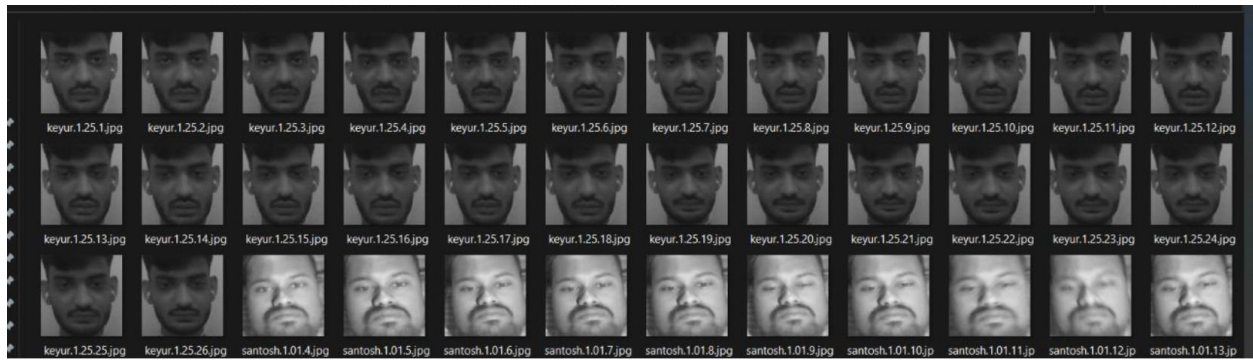 keyur.1.25.1.jpg keyur.1.25.2.jpg keyur.1.25.3.jpg keyur.1.25.4.jpg keyur.1.25.5.jpg keyur.1.25.6.jpg keyur.1.25.7.jpg keyur.1.25.8.jpg keyur.1.25.9.jpg keyur.1.25.10.jpg keyur.1.25.11.jpg keyur.1.25.12.jpg
keyur.1.25.13.jpg keyur.1.25.14.jpg keyur.1.25.15.jpg keyur.1.25.16.jpg keyur.1.25.17.jpg keyur.1.25.18.jpg keyur.1.25.19.jpg keyur.1.25.20.jpg keyur.1.25.21.jpg keyur.1.25.22.jpg keyur.1.25.23.jpg keyur.1.25.24.jpg
keyur.1.25.25.jpg keyur.1.25.26.jpg santosh.1.01.4.jpg santosh.1.01.5.jpg santosh.1.01.6.jpg santosh.1.01.7.jpg santosh.1.01.8.jpg santosh.1.01.9.jpg santosh.1.01.10.jp santosh.1.01.11.jp santosh.1.01.12.jp santosh.1.01.13.jp